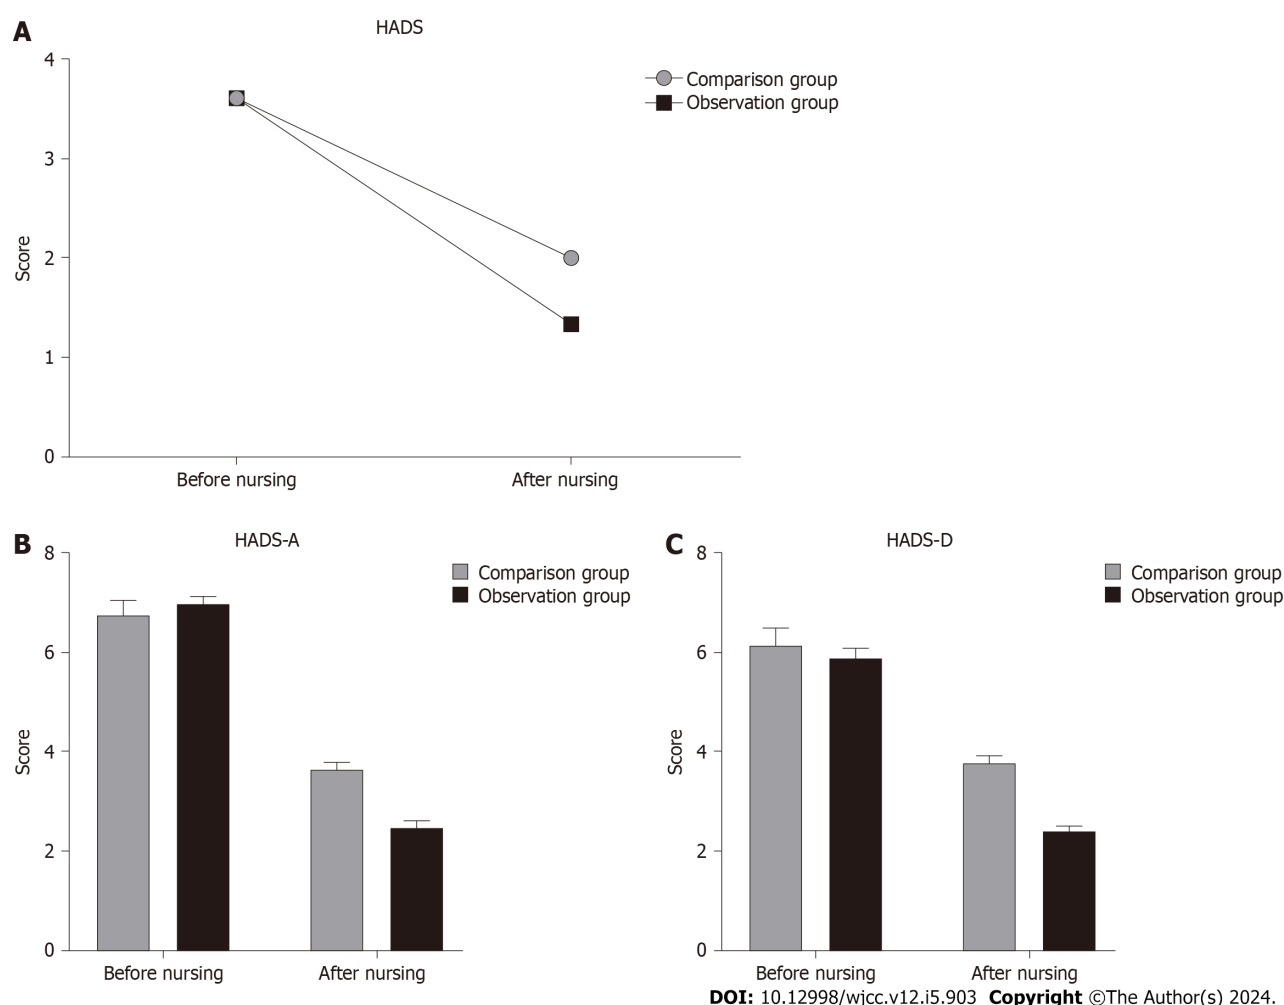 A
HADS
4
3
2
1
0
Score
Before nursing
After nursing
Comparison group
Observation group
B
HADS-A
8
6
4
2
0
Score
Before nursing
After nursing
Comparison group
Observation group
C
HADS-D
8
6
4
2
0
Score
Before nursing
After nursing
Comparison group
Observation group
DOI: 10.12998/wjcc.v12.i5.903 Copyright ©The Author(s) 2024.